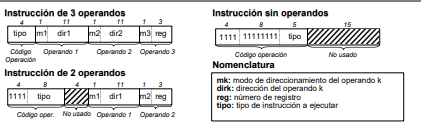 Instrucción de 3 operandos
4 1 11 1 11 1 3
tipo m1 dir1 m2 dir2 m3 reg
Código Operación Operando 1 Operando 2 Operando 3
Instrucción de 2 operandos
4 8 4 1 11 1 3
1111 tipo m1 dir1 m2 reg
Código oper. No usado Operando 1 Operando 2
Instrucción sin operandos
4 8 5 15
1111 11111111 tipo
Código operación No usado
Nomenclatura
mk: modo de direccionamiento del operando k
dirk: dirección del operando k
reg: número de registro
tipo: tipo de instrucción a ejecutar